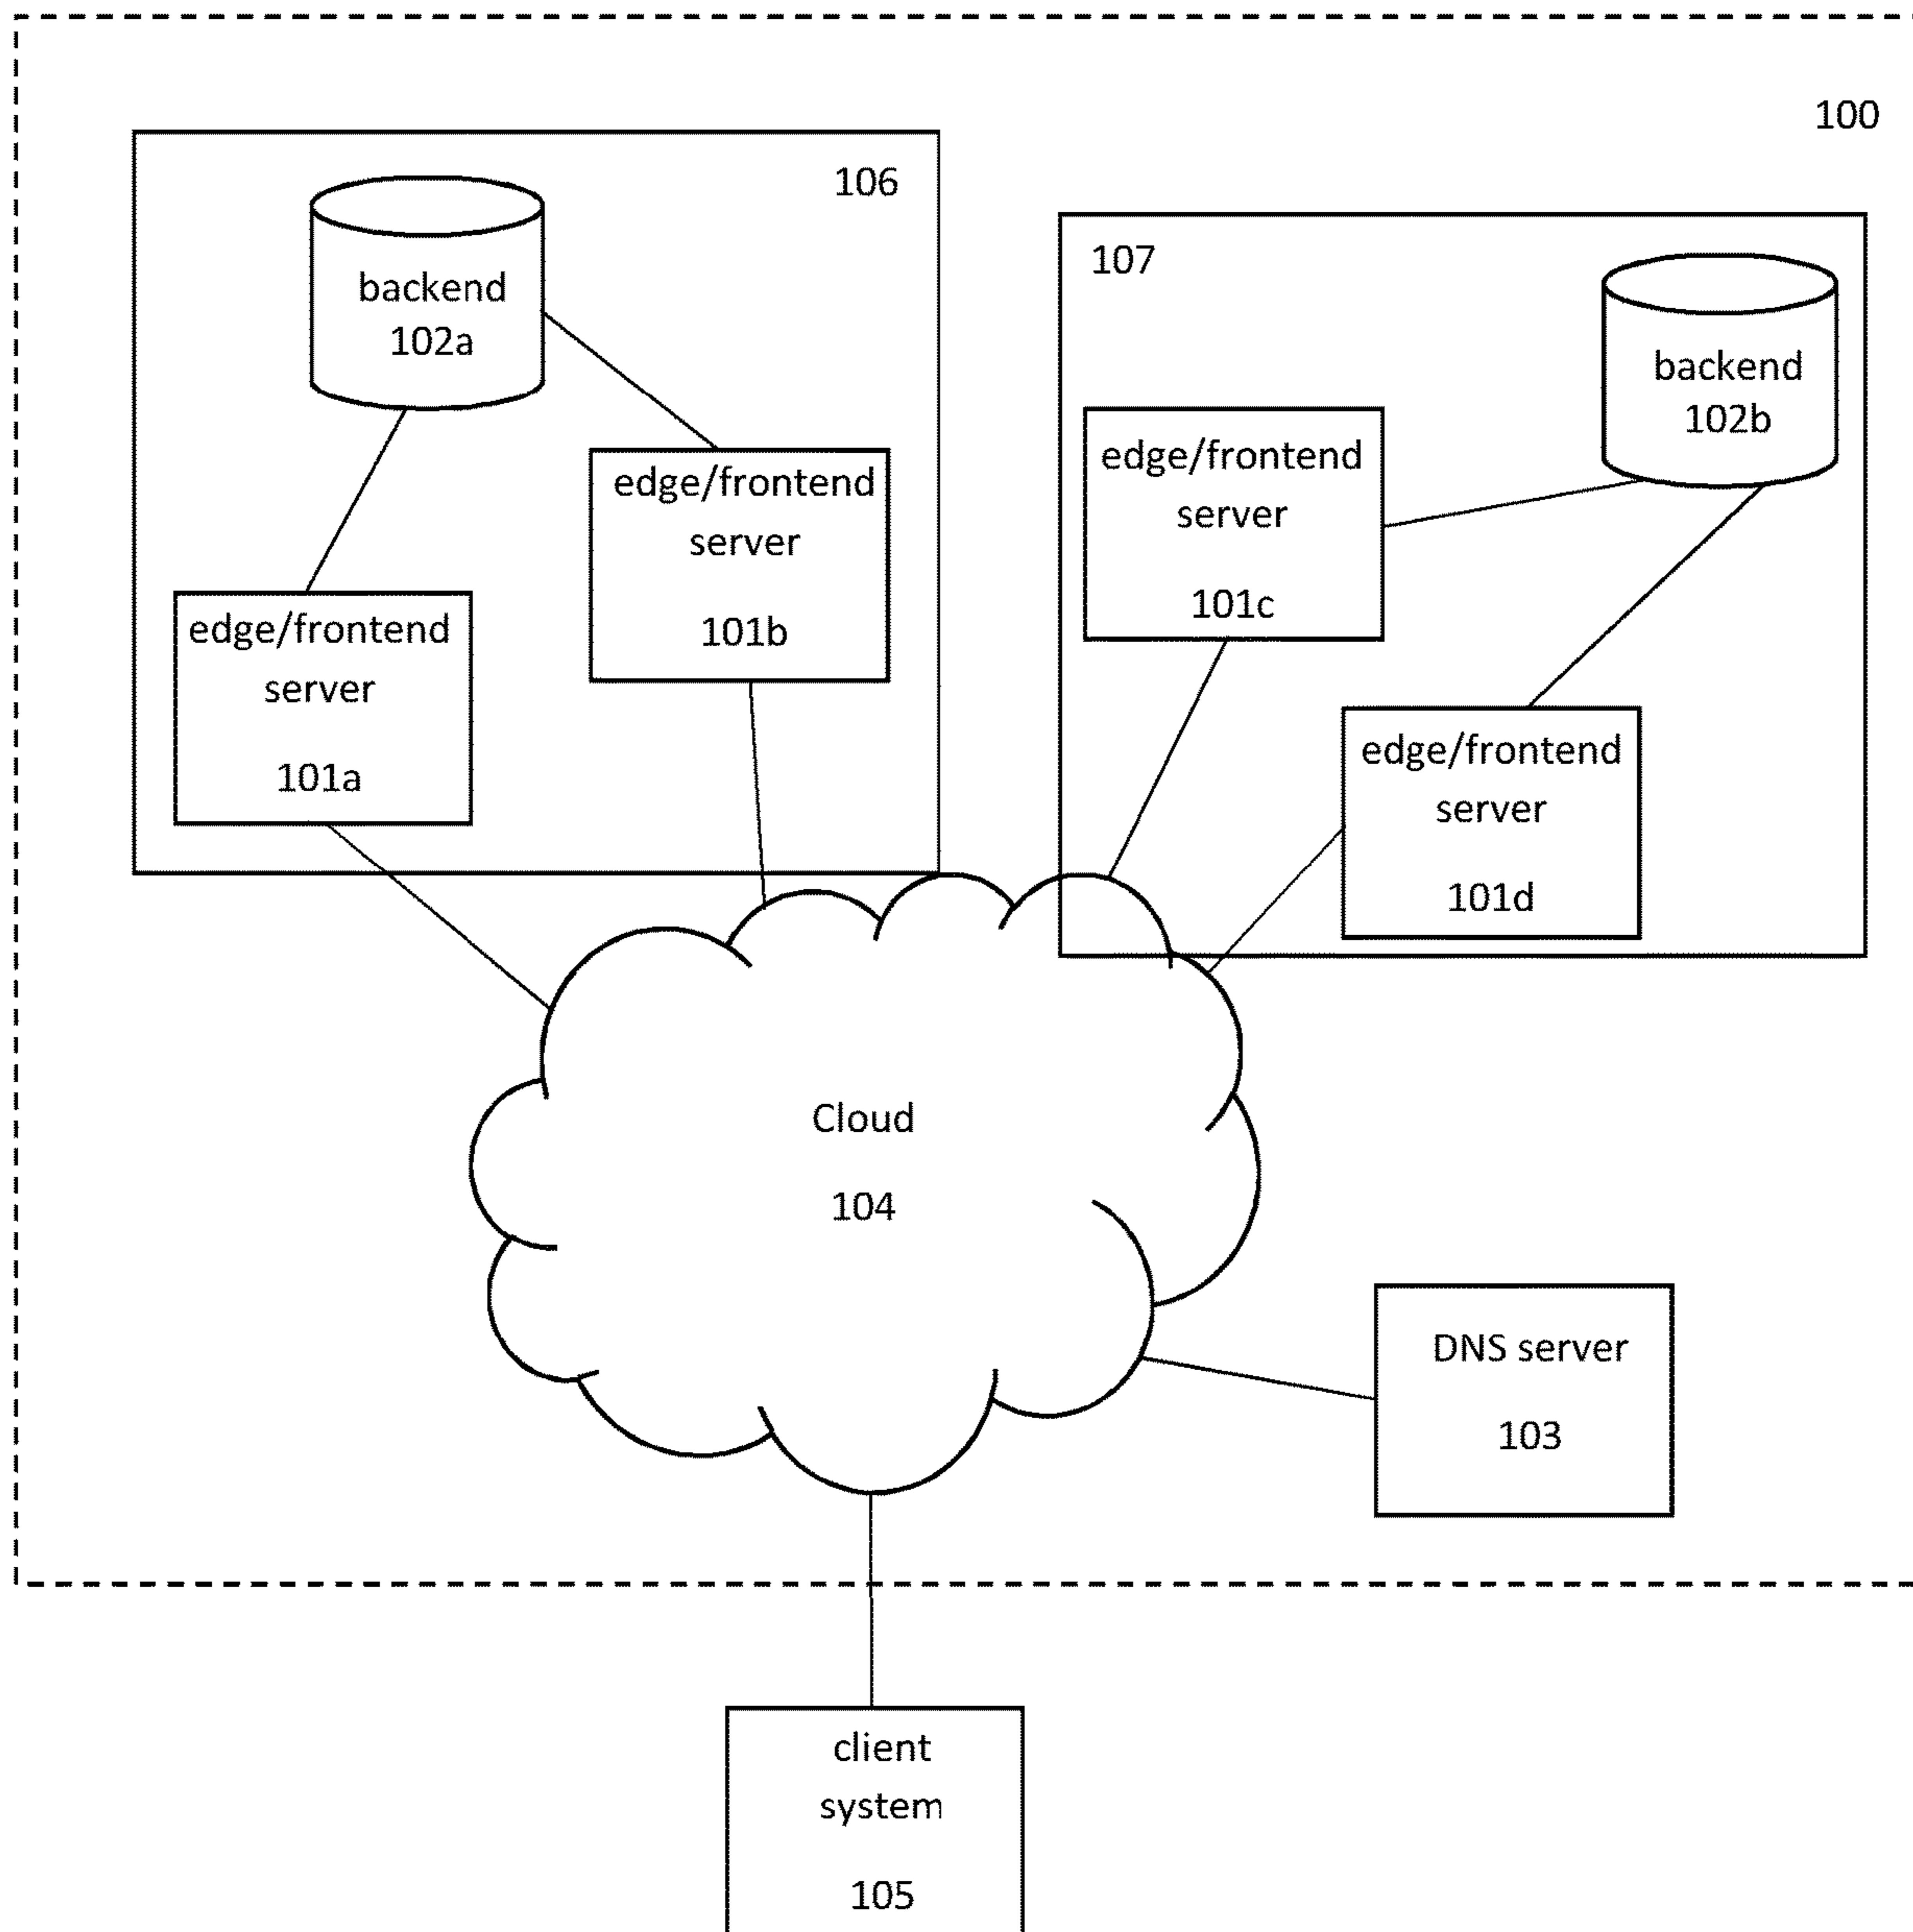 100
106
backend
102a
edge/frontend
server
101b
edge/frontend
server
101a
107
backend
102b
edge/frontend
server
101c
edge/frontend
server
101d
Cloud
104
DNS server
103
client
system
105